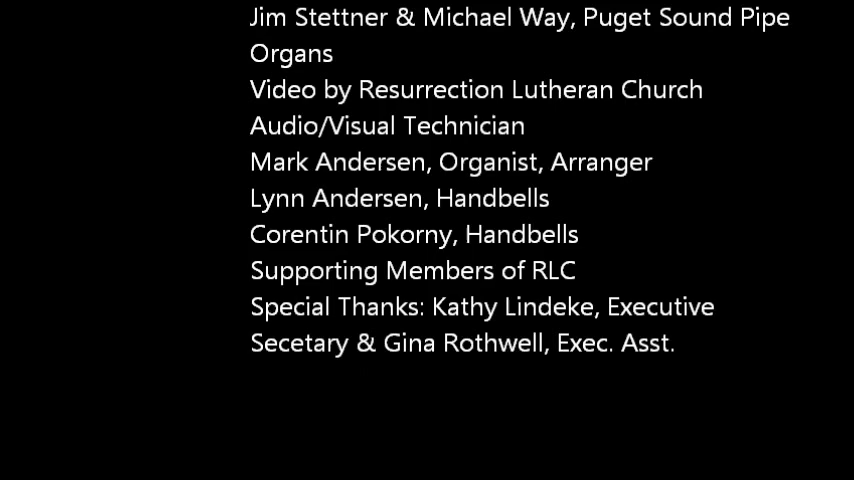 Jim Stettner & Michael Way, Puget Sound Pipe
Organs
Video by Resurrection Lutheran Church
Audio/Visual Technician
Mark Andersen, Organist, Arranger
Lynn Andersen, Handbells
Corentin Pokorny, Handbells
Supporting Members of RLC
Special Thanks: Kathy Lindeke, Executive
Secetary & Gina Rothwell, Exec. Asst.